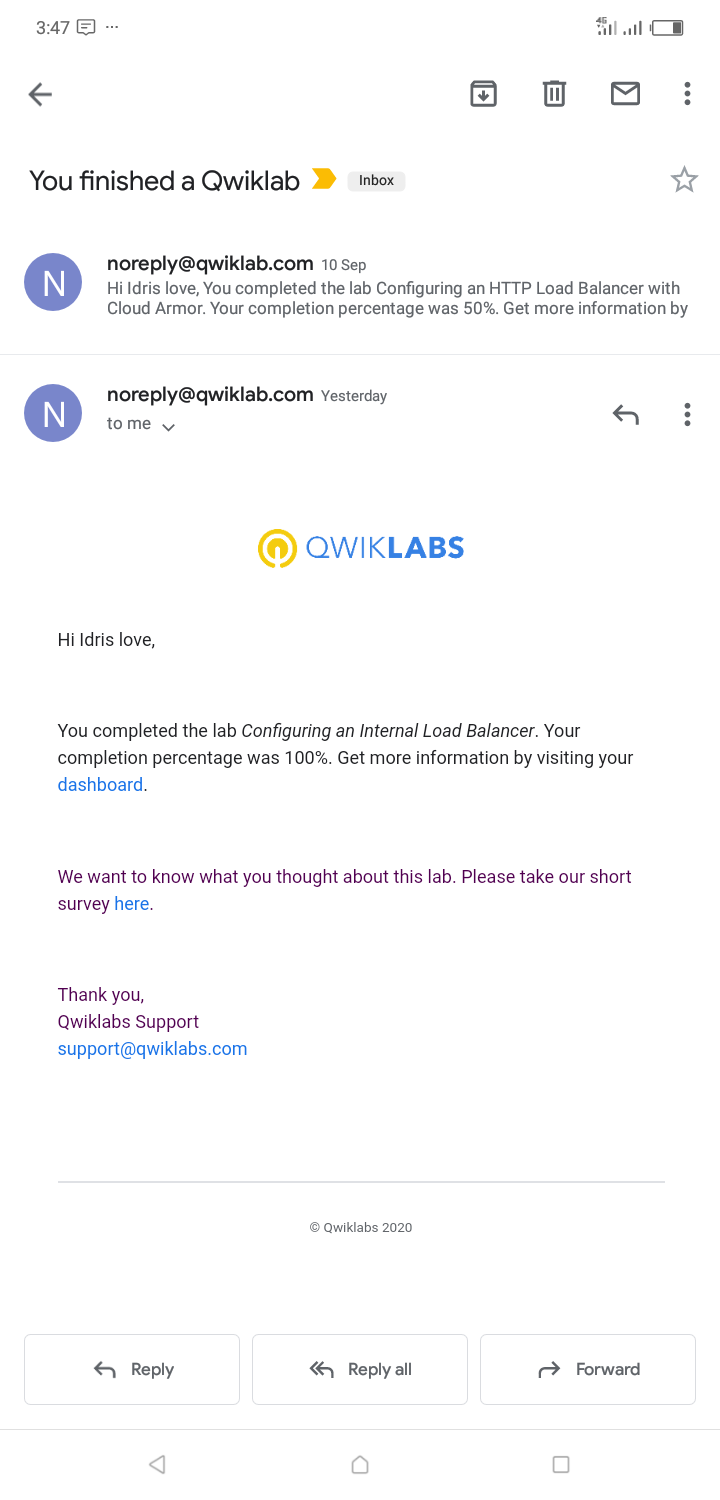 3:47
4G
You finished a Qwiklab Inbox
N
noreply@qwiklab.com 10 Sep
Hi Idris love, You completed the lab Configuring an HTTP Load Balancer with
Cloud Armor. Your completion percentage was 50%. Get more information by
N
noreply@qwiklab.com Yesterday
to me
QWIKLABS
Hi Idris love,
You completed the lab Configuring an Internal Load Balancer. Your
completion percentage was 100%. Get more information by visiting your
dashboard.
We want to know what you thought about this lab. Please take our short
survey here.
Thank you,
Qwiklabs Support
support@qwiklabs.com
© Qwiklabs 2020
Reply
Reply all
Forward